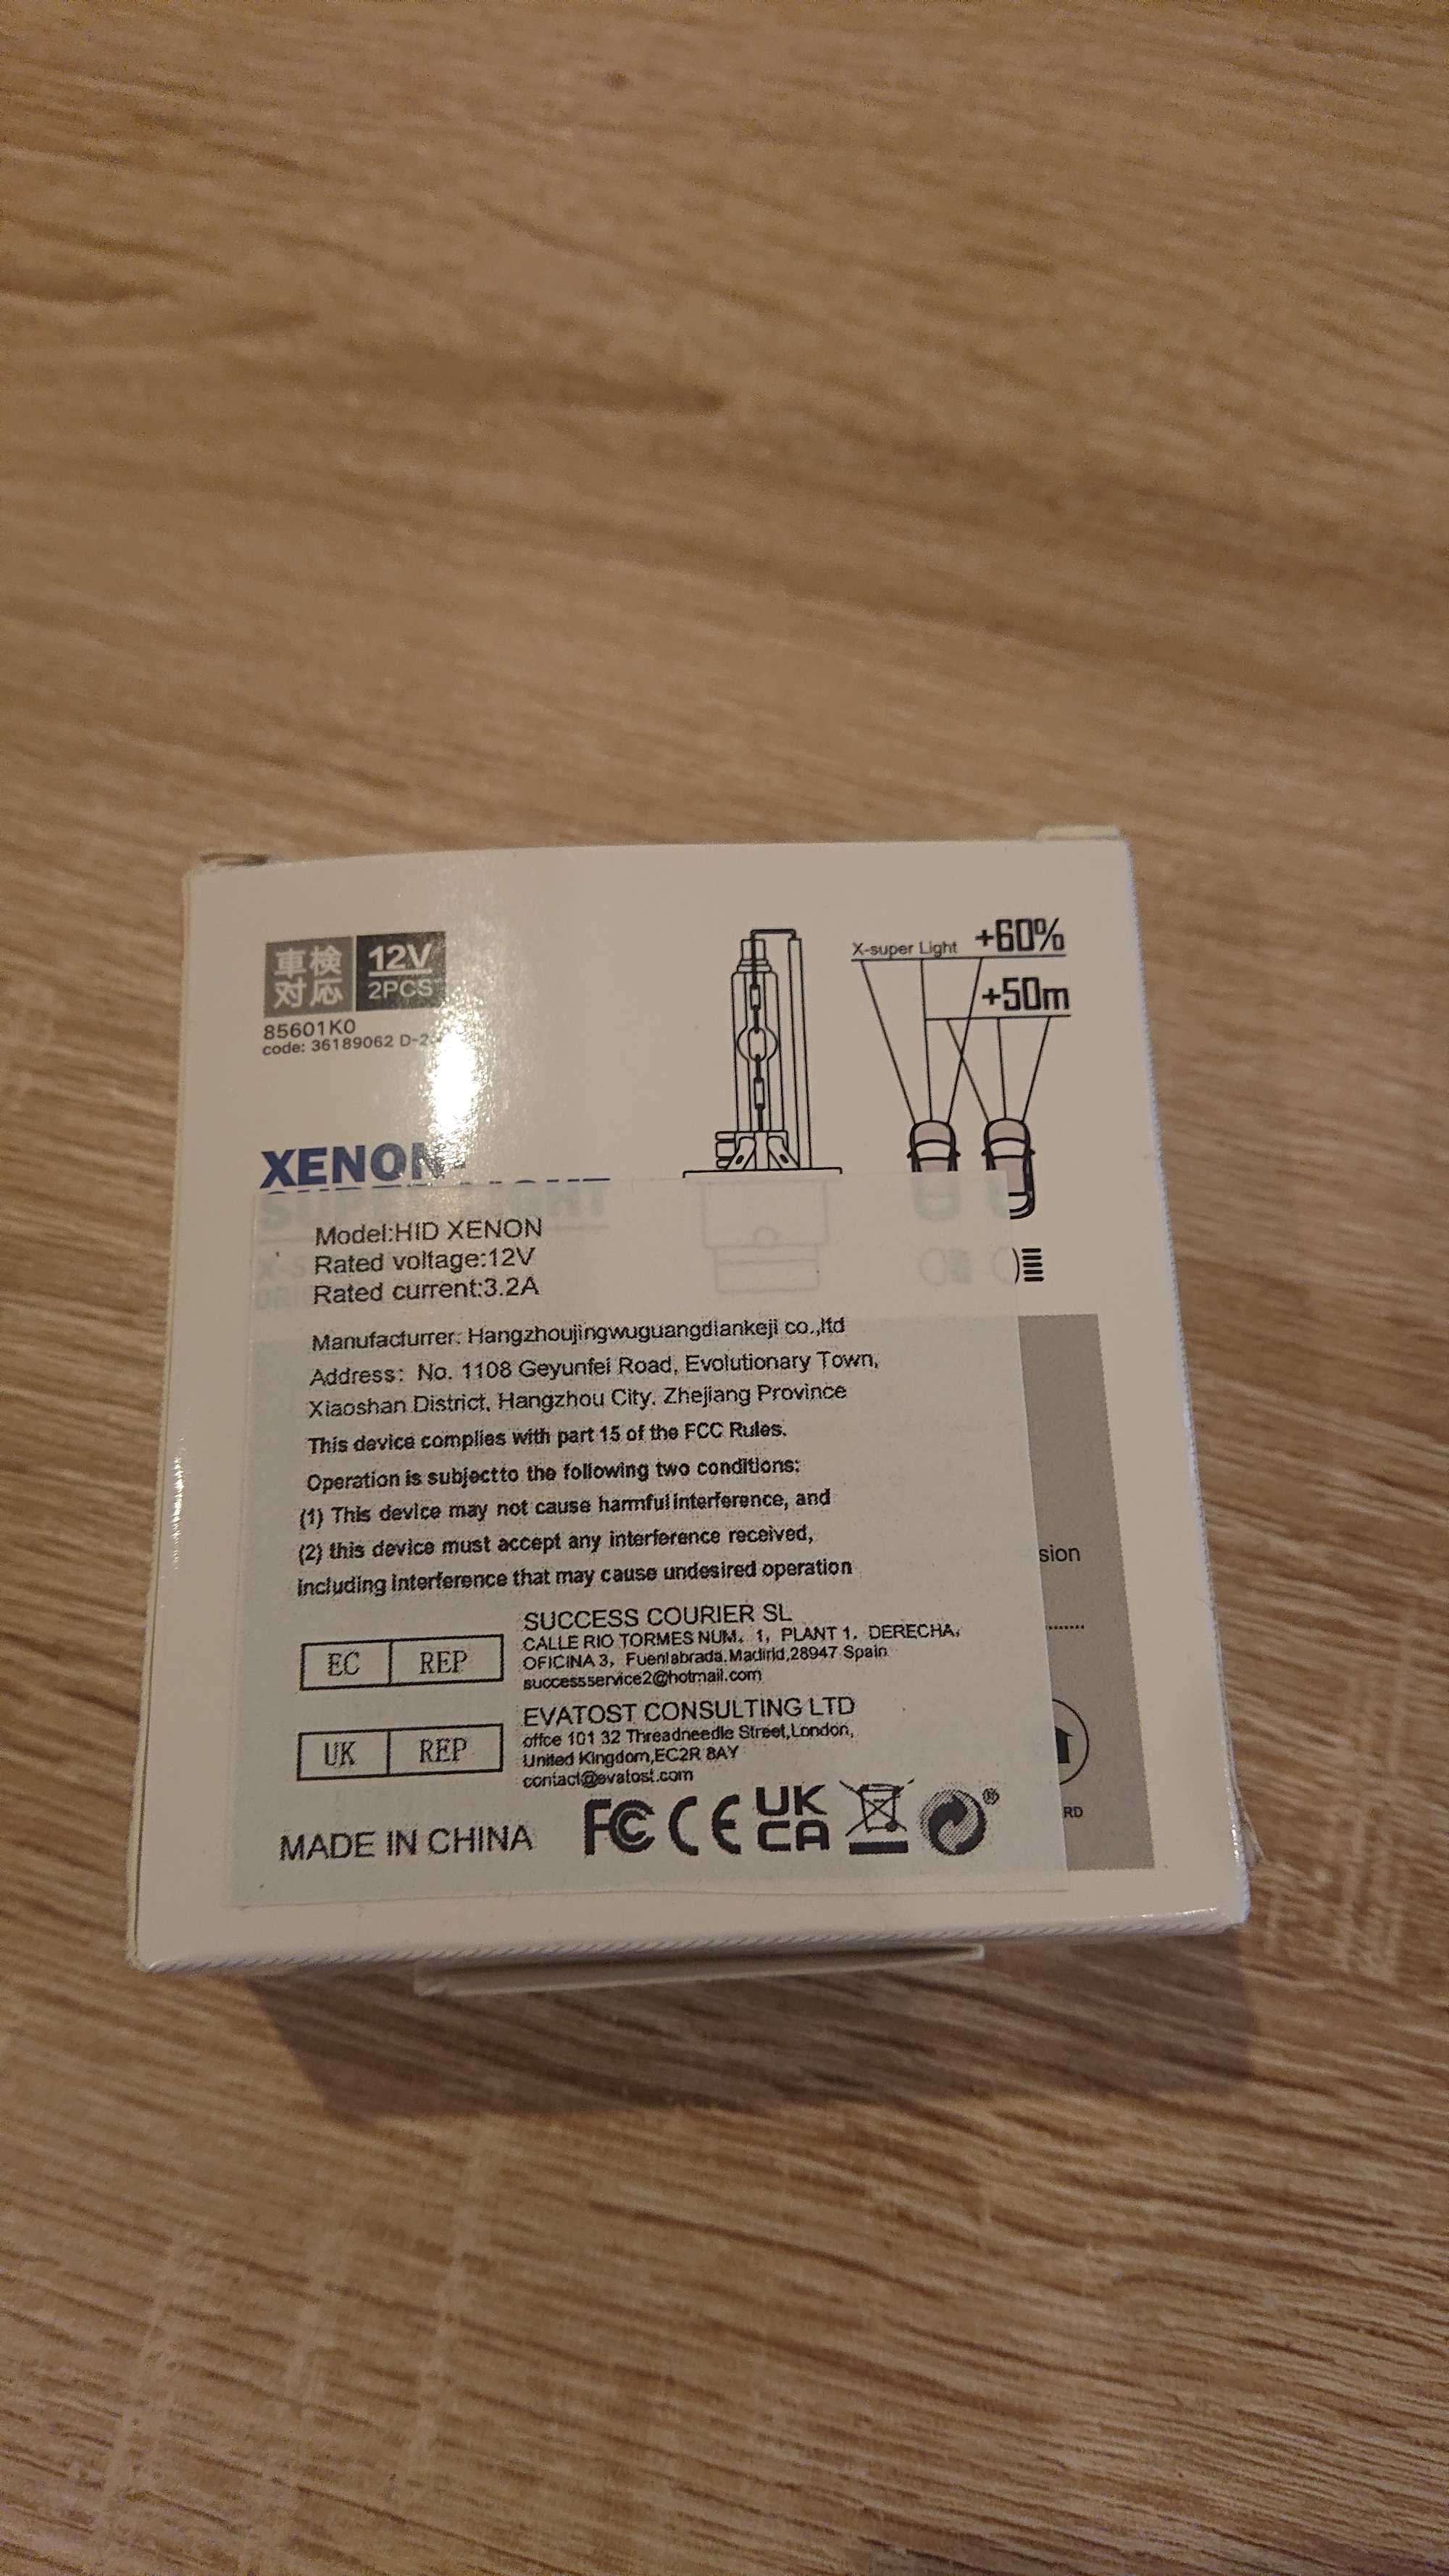 車検
対応
12V
2PCS
85601K0
code: 36189062 D-2
X-super Light +60%
+50m
XENON
Model:HID XENON
Rated voltage:12V
Rated current:3.2A
Manufacturrer: Hangzhoujingwuguangdiankeji co.,ltd
Address: No. 1108 Geyunfei Road, Evolutionary Town,
Xiaoshan District, Hangzhou City, Zhejiang Province
This device complies with part 15 of the FCC Rules.
Operation is subjectto the following two conditions:
(1) This device may not cause harmful interference, and
(2) this device must accept any interference received,
including interference that may cause undesired operation
sion
EC REP
SUCCESS COURIER SL
CALLE RIO TORMES NUM. 1, PLANT 1, DERECHA,
OFICINA 3, Fuenlabrada,Madirid,28947 Spain
successservice2@hotmail.com
UK REP
EVATOST CONSULTING LTD
offce 101 32 Threadneedle Street,London,
United Kingdom,EC2R 8AY
contact@evatost.com
RD
MADE IN CHINA
FC CE UK
CA ®